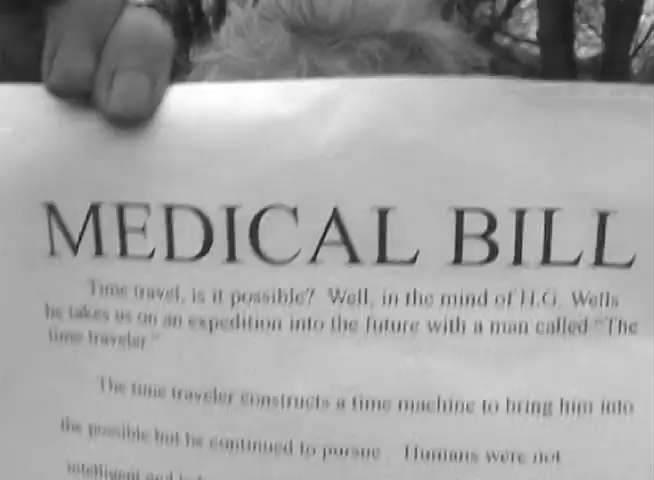 MEDICAL BILL
Time travel, is it possible? Well, in the mind of H.G. Wells
he takes us on an expedition into the future with a man called "The
time traveler."
The time traveler constructs a time machine to bring him into
the possible but he continued to pursue Humans were not
intelligent and